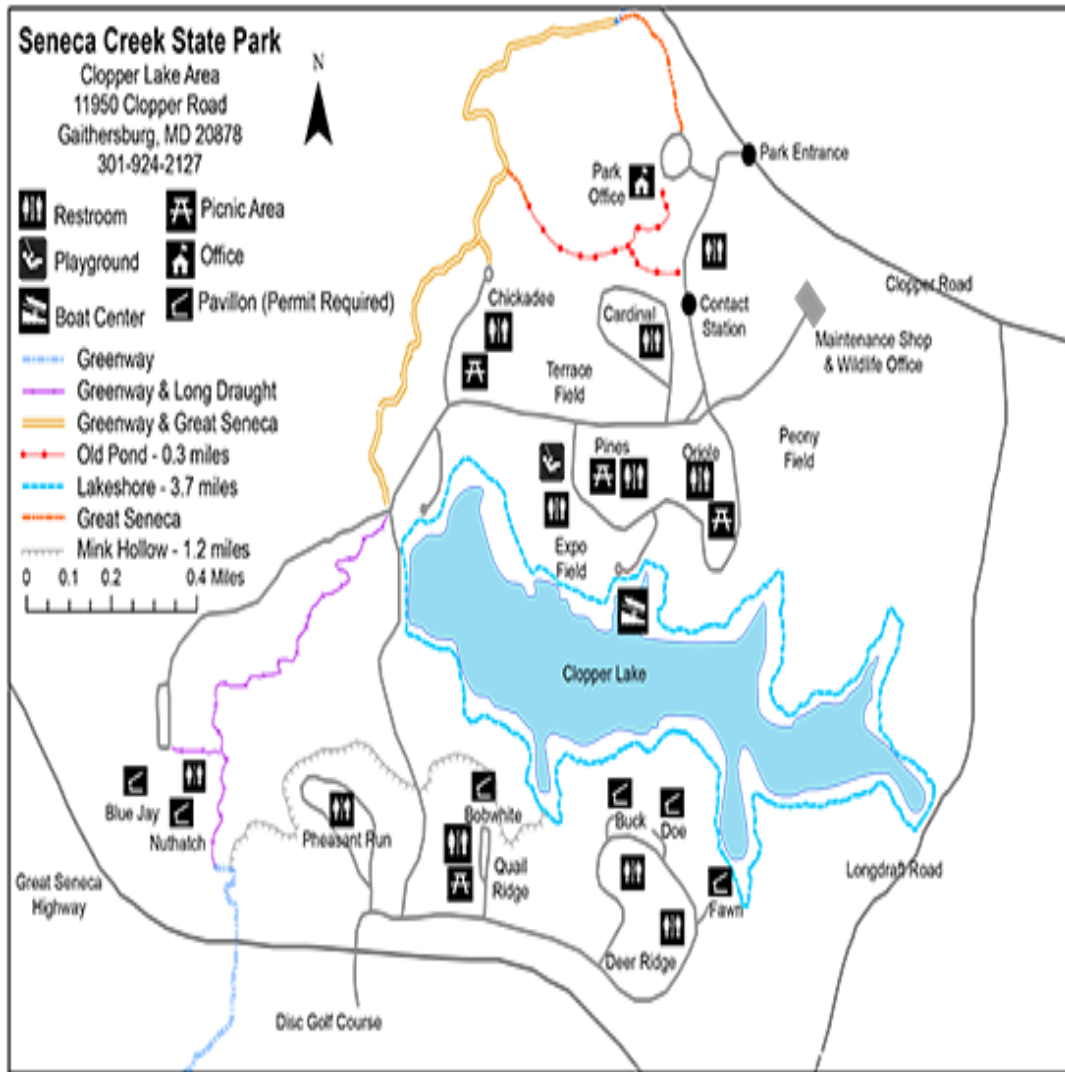 Seneca Creek State Park
Clopper Lake Area
11950 Clopper Road
Gaithersburg, MD 20878
301-924-2127
N
Restroom
Picnic Area
Playground
Office
Boat Center
Pavillon (Permit Required)
Greenway
Greenway & Long Draught
Greenway & Great Seneca
Old Pond - 0.3 miles
Lakeshore - 3.7 miles
Great Seneca
Mink Hollow - 1.2 miles
0 0.1 0.2 0.4 Miles
Park Entrance
Park
Office
Clopper Road
Chickadee
Cardinal
Contact
Station
Maintenance Shop
& Wildlife Office
Terrace
Field
Peony
Field
Pines
Oriole
Expo
Field
Clopper Lake
Blue Jay
Nuthatch
Pheasant Run
Bobwhite
Quail
Ridge
Buck
Doe
Fawn
Deer Ridge
Longdraft Road
Great Seneca
Highway
Disc Golf Course